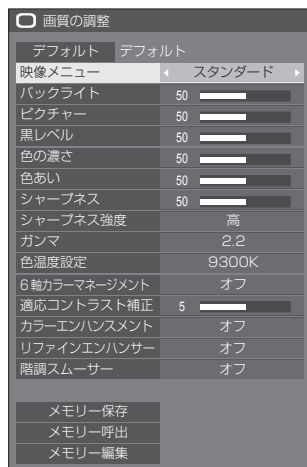 画質の調整
デフォルト デフォルト
映像メニュー スタンダード
バックライト 50
ピクチャー 50
黒レベル 50
色の濃さ 50
色あい 50
シャープネス 50
シャープネス強度 高
ガンマ 2.2
色温度設定 9300K
6軸カラーマネージメント オフ
適応コントラスト補正 5
カラーエンハンスメント オフ
リファインエンハンサー オフ
階調スムーサー オフ
メモリー保存
メモリー呼出
メモリー編集